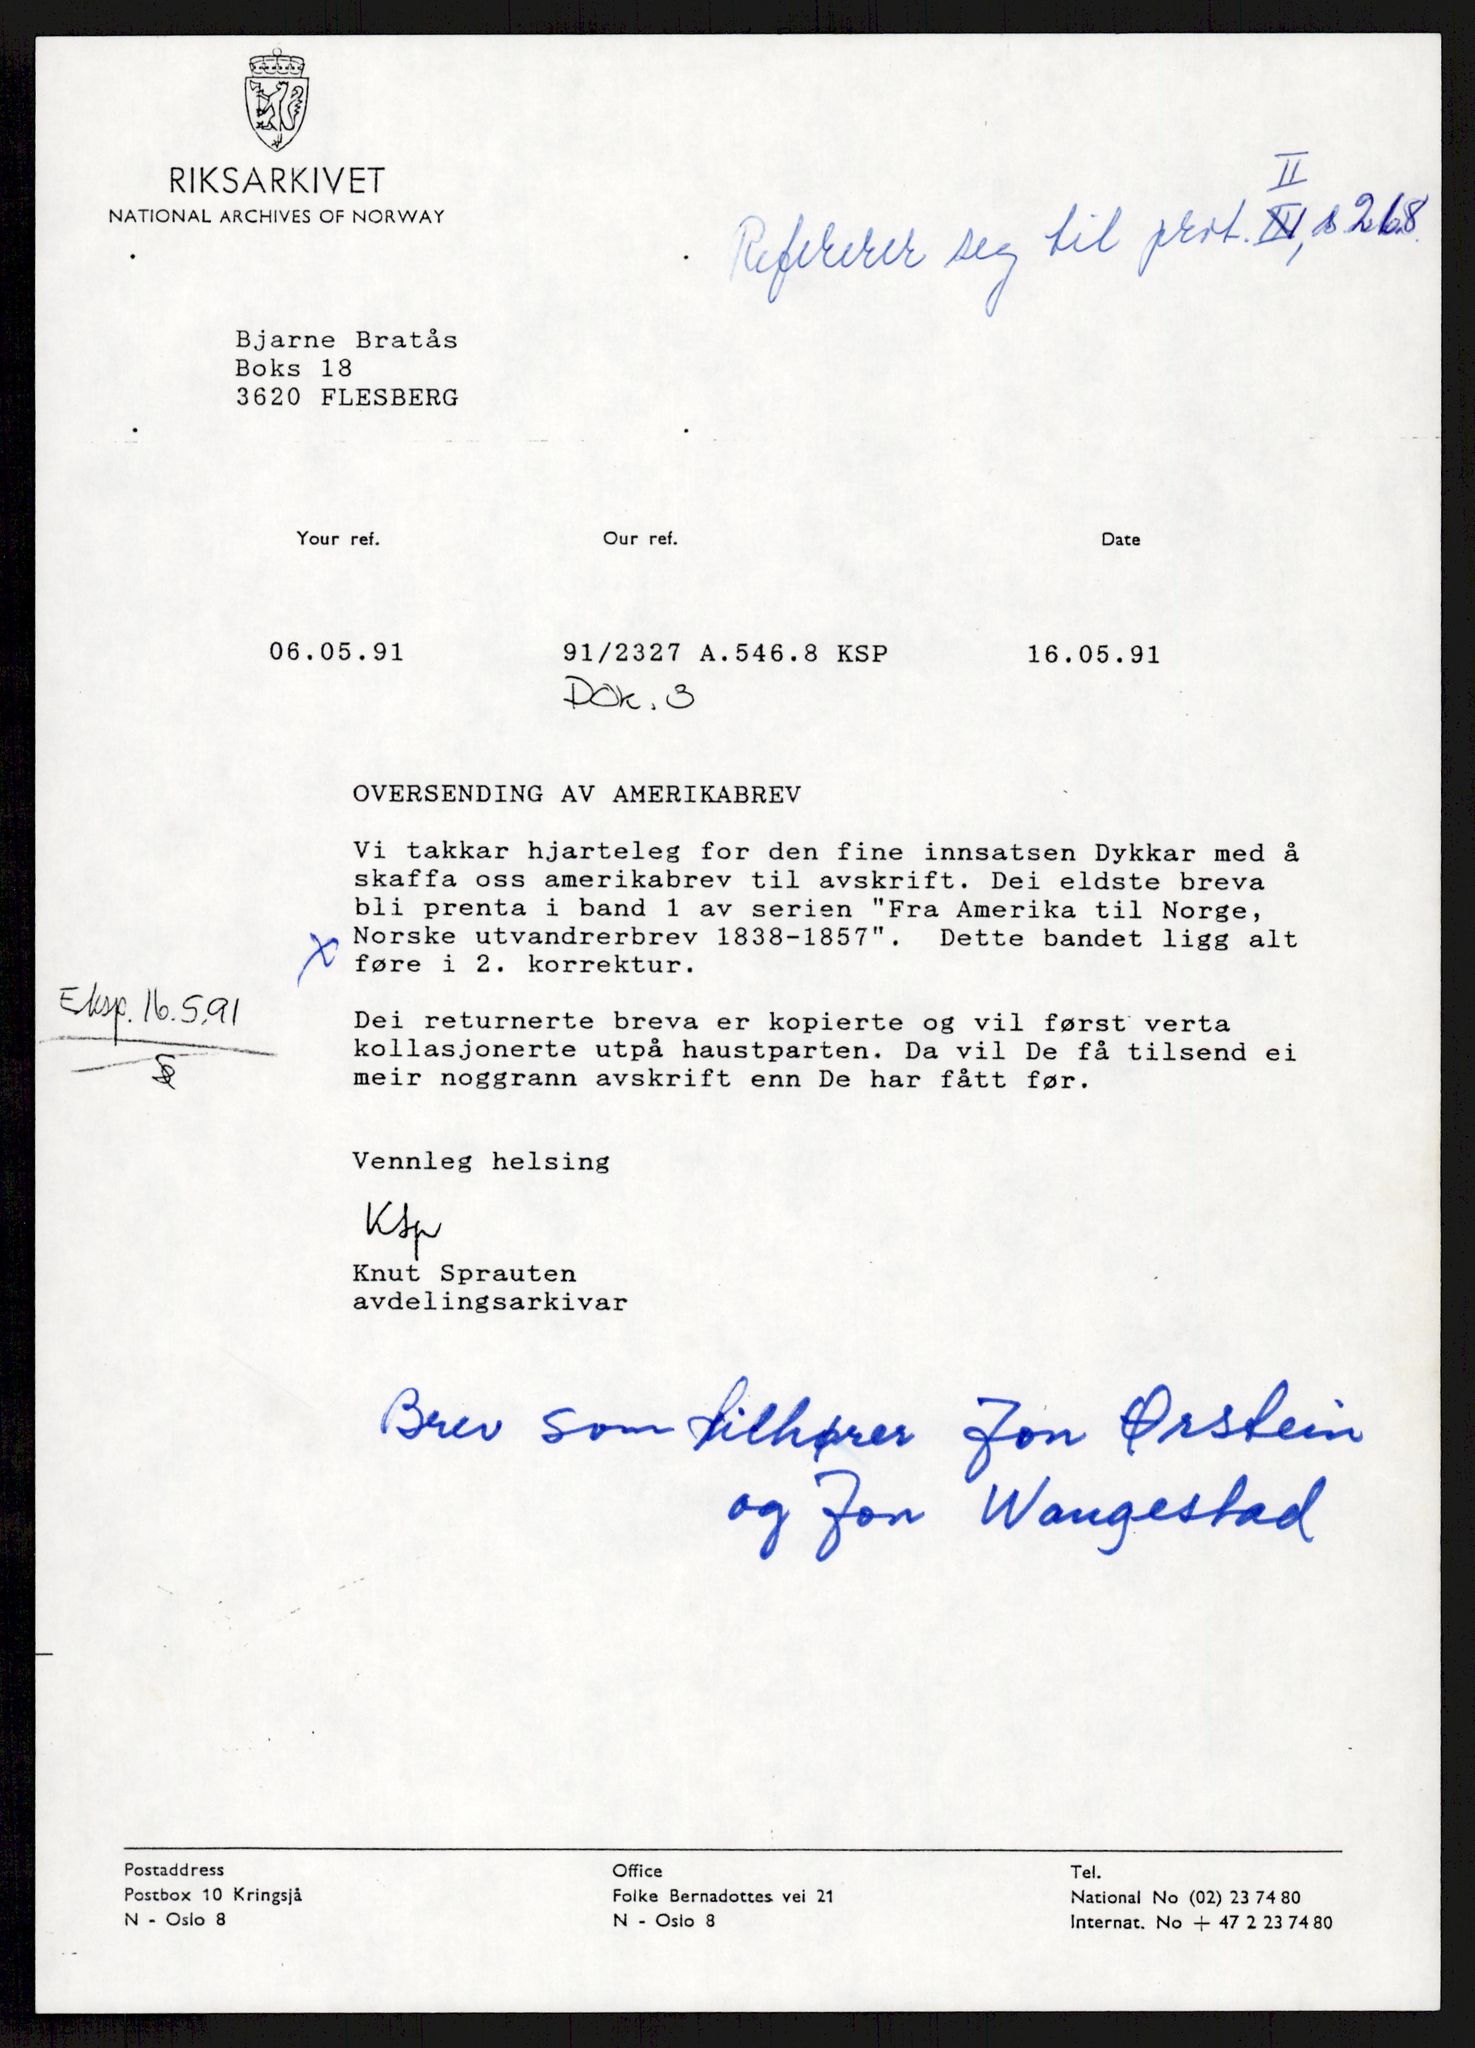 RIKSARKIVET
NATIONAL ARCHIVES OF NORWAY
II
Refererer seg til prot. IV, s 268.
Bjarne Bratås
Boks 18
3620 FLESBERG
Your ref. Our ref. Date
06.05.91 91/2327 A.546.8 KSP 16.05.91
Dok. 3
OVERSENDING AV AMERIKABREV
Vi takkar hjarteleg for den fine innsatsen Dykkar med å
skaffa oss amerikabrev til avskrift. Dei eldste breva
bli prenta i band 1 av serien "Fra Amerika til Norge,
X Norske utvandrerbrev 1838-1857". Dette bandet ligg alt
føre i 2. korrektur.
Eksp. 16.5.91
Dei returnerte breva er kopierte og vil først verta
kollasjonerte utpå haustparten. Da vil De få tilsend ei
meir noggrann avskrift enn De har fått før.
Vennleg helsing
KSp
Knut Sprauten
avdelingsarkivar
Brev som tilhører Jon Ørstein
og Jon Wangestad
Postaddress Office Tel.
Postbox 10 Kringsjå Folke Bernadottes vei 21 National No (02) 23 74 80
N - Oslo 8 N - Oslo 8 Internat. No + 47 2 23 74 80